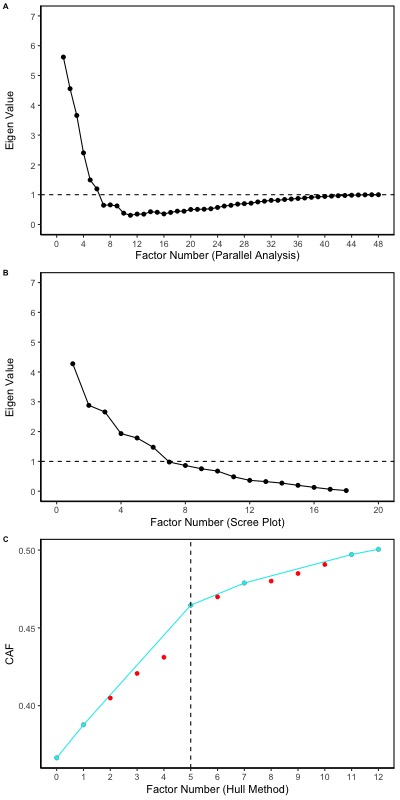 A
7
6
5
4
3
2
1
0
Eigen Value
0 4 8 12 16 20 24 28 32 36 40 44 48
Factor Number (Parallel Analysis)
B
7
6
5
4
3
2
1
0
Eigen Value
0 4 8 12 16 20
Factor Number (Scree Plot)
C
0.50
0.45
0.40
CAF
0 1 2 3 4 5 6 7 8 9 10 11 12
Factor Number (Hull Method)